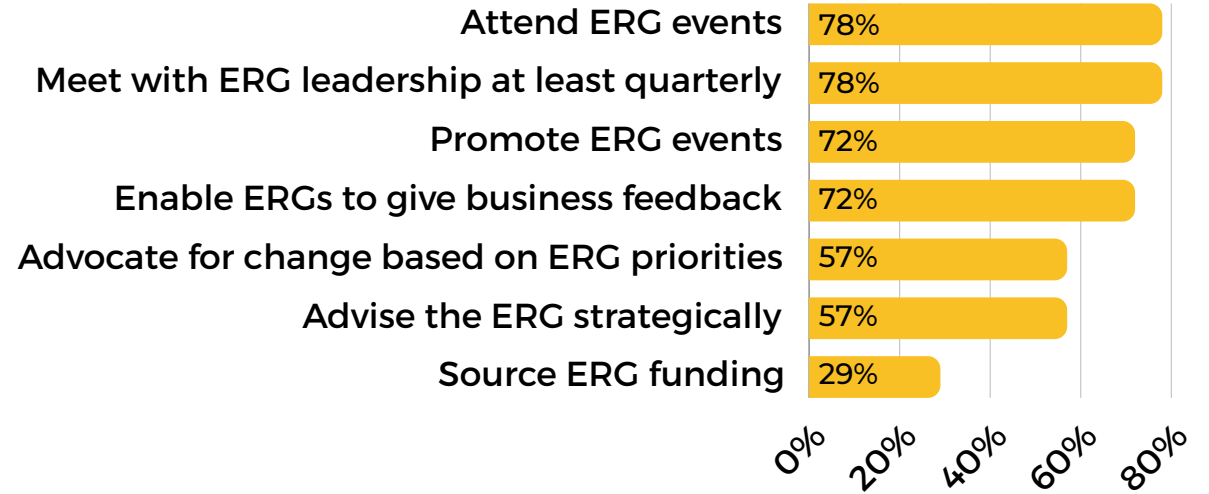 Attend ERG events 78%
Meet with ERG leadership at least quarterly 78%
Promote ERG events 72%
Enable ERGs to give business feedback 72%
Advocate for change based on ERG priorities 57%
Advise the ERG strategically 57%
Source ERG funding 29%
0% 20% 40% 60% 80%